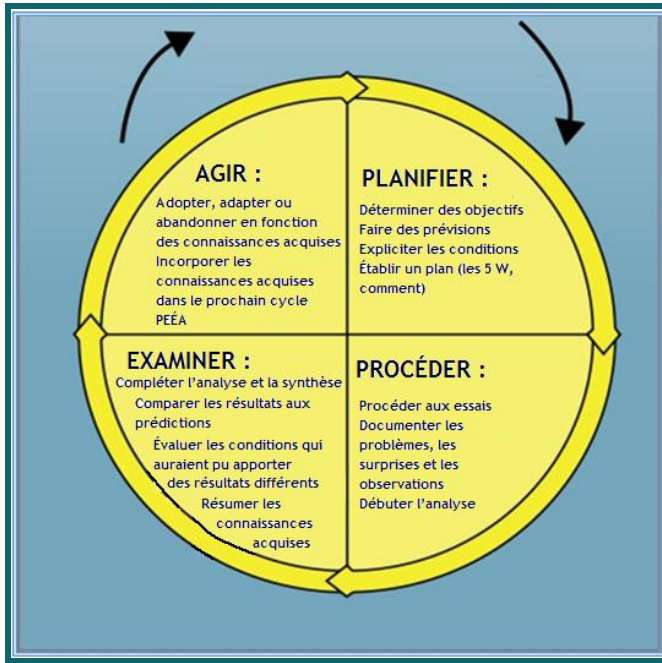 AGIR :
Adopter, adapter ou
abandonner en fonction
des connaissances acquises
Incorporer les
connaissances acquises
dans le prochain cycle
PEÉA
PLANIFIER :
Déterminer des objectifs
Faire des prévisions
Expliciter les conditions
Établir un plan (les 5 W,
comment)
EXAMINER :
Compléter l'analyse et la synthèse
Comparer les résultats aux
prédictions
Évaluer les conditions qui
auraient pu apporter
des résultats différents
Résumer les
connaissances
acquises
PROCÉDER :
Procéder aux essais
Documenter les
problèmes, les
surprises et les
observations
Débuter l'analyse